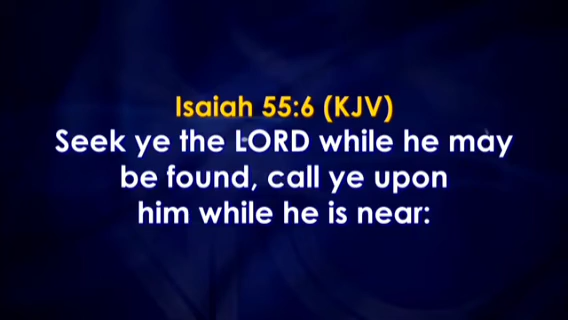 Isaiah 55:6 (KJV)
Seek ye the LORD while he may
be found, call ye upon
him while he is near: